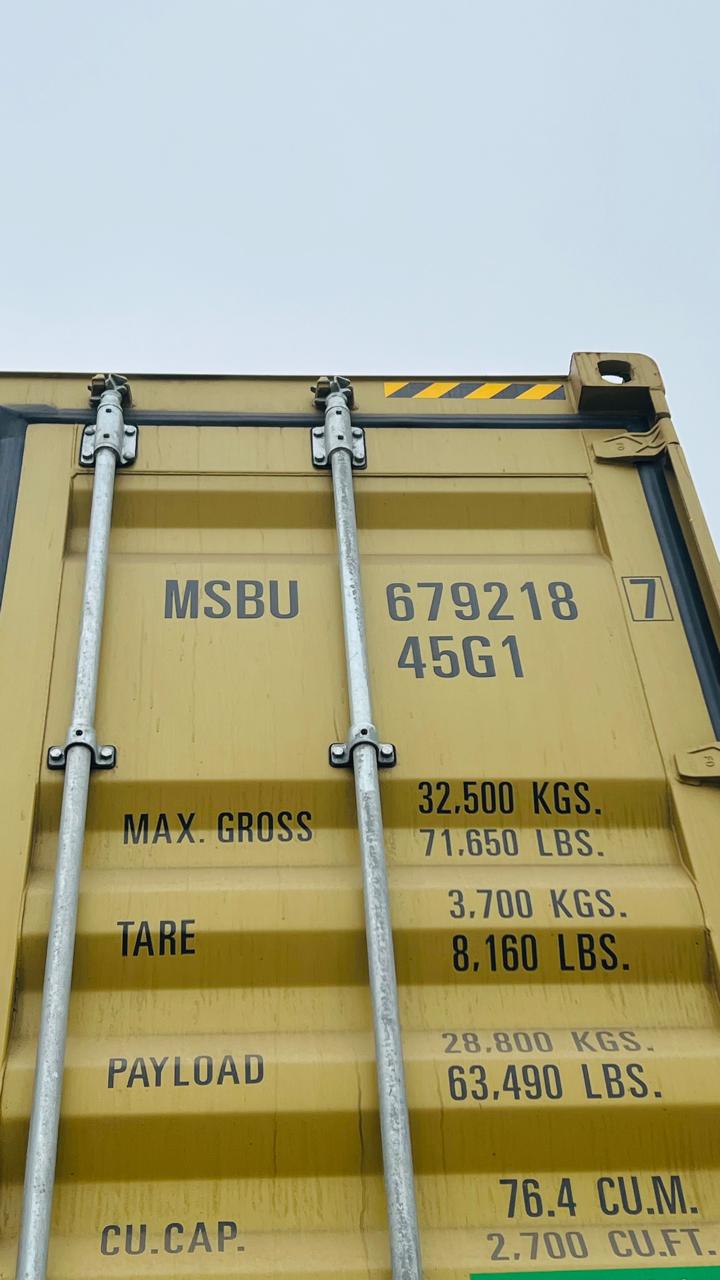 MSBU 679218 7
45G1
MAX. GROSS 32,500 KGS.
71,650 LBS.
TARE 3,700 KGS.
8,160 LBS.
PAYLOAD 28,800 KGS.
63,490 LBS.
CU.CAP. 76.4 CU.M.
2,700 CU.FT.